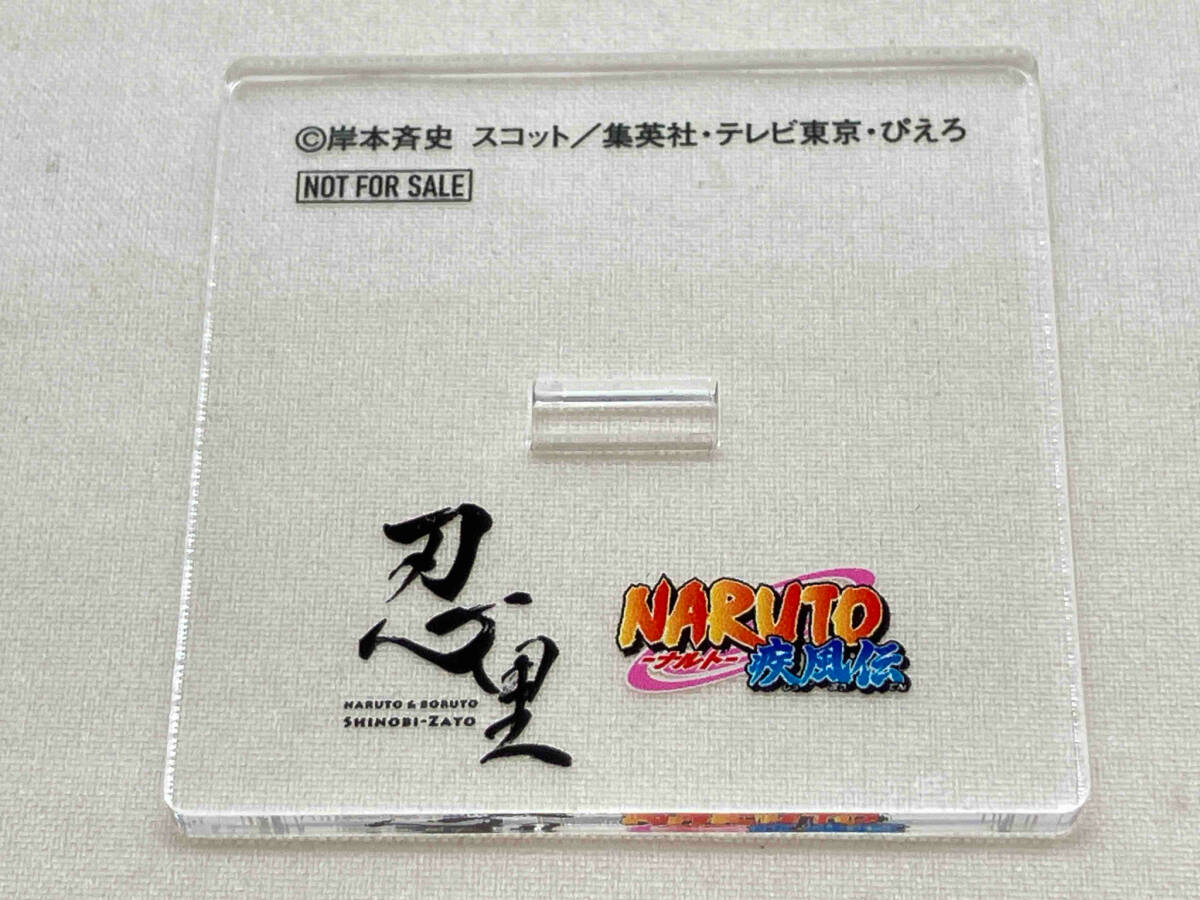 ©岸本斉史 スコット／集英社・テレビ東京・ぴえろ
NOT FOR SALE
忍里
NARUTO & BORUTO
SHINOBI-ZATO
NARUTO
-ナルト-
疾風伝